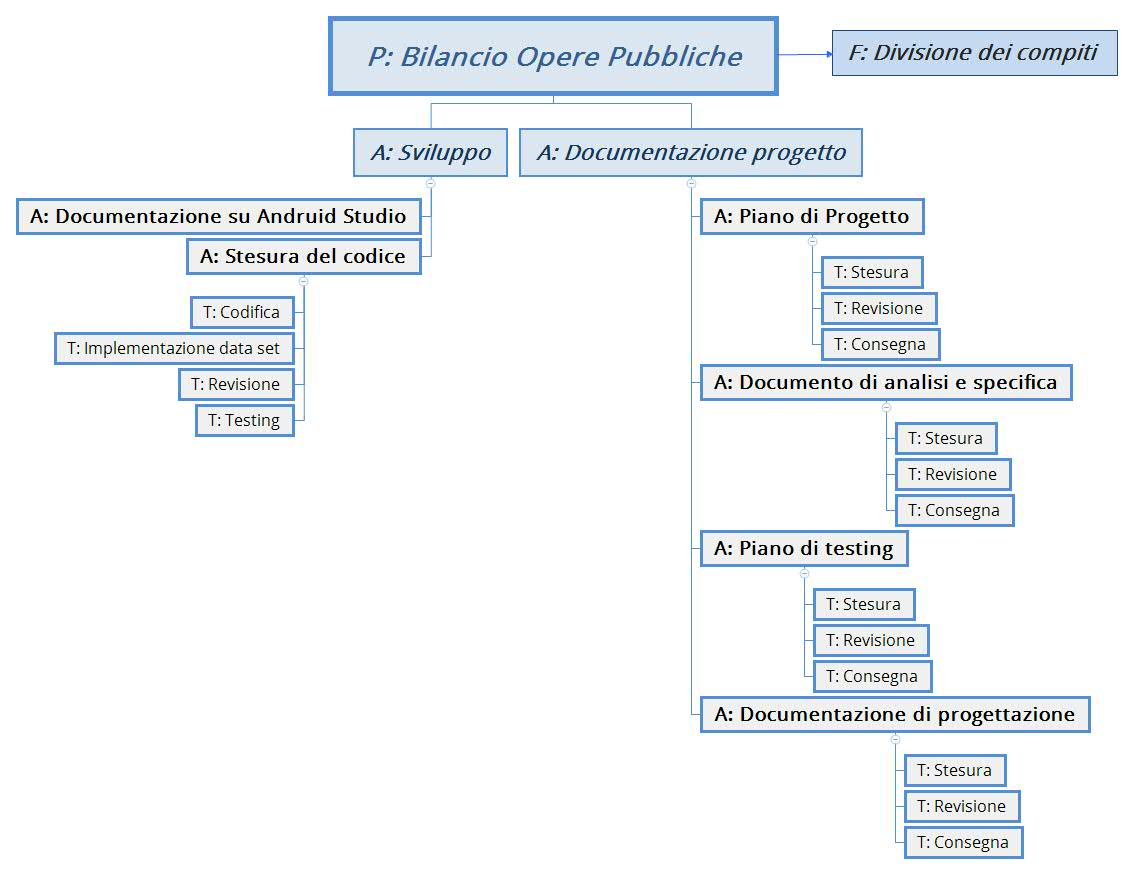 P: Bilancio Opere Pubbliche
F: Divisione dei compiti
A: Sviluppo
A: Documentazione su Andruid Studio
A: Stesura del codice
T: Codifica
T: Implementazione data set
T: Revisione
T: Testing
A: Documentazione progetto
A: Piano di Progetto
T: Stesura
T: Revisione
T: Consegna
A: Documento di analisi e specifica
T: Stesura
T: Revisione
T: Consegna
A: Piano di testing
T: Stesura
T: Revisione
T: Consegna
A: Documentazione di progettazione
T: Stesura
T: Revisione
T: Consegna